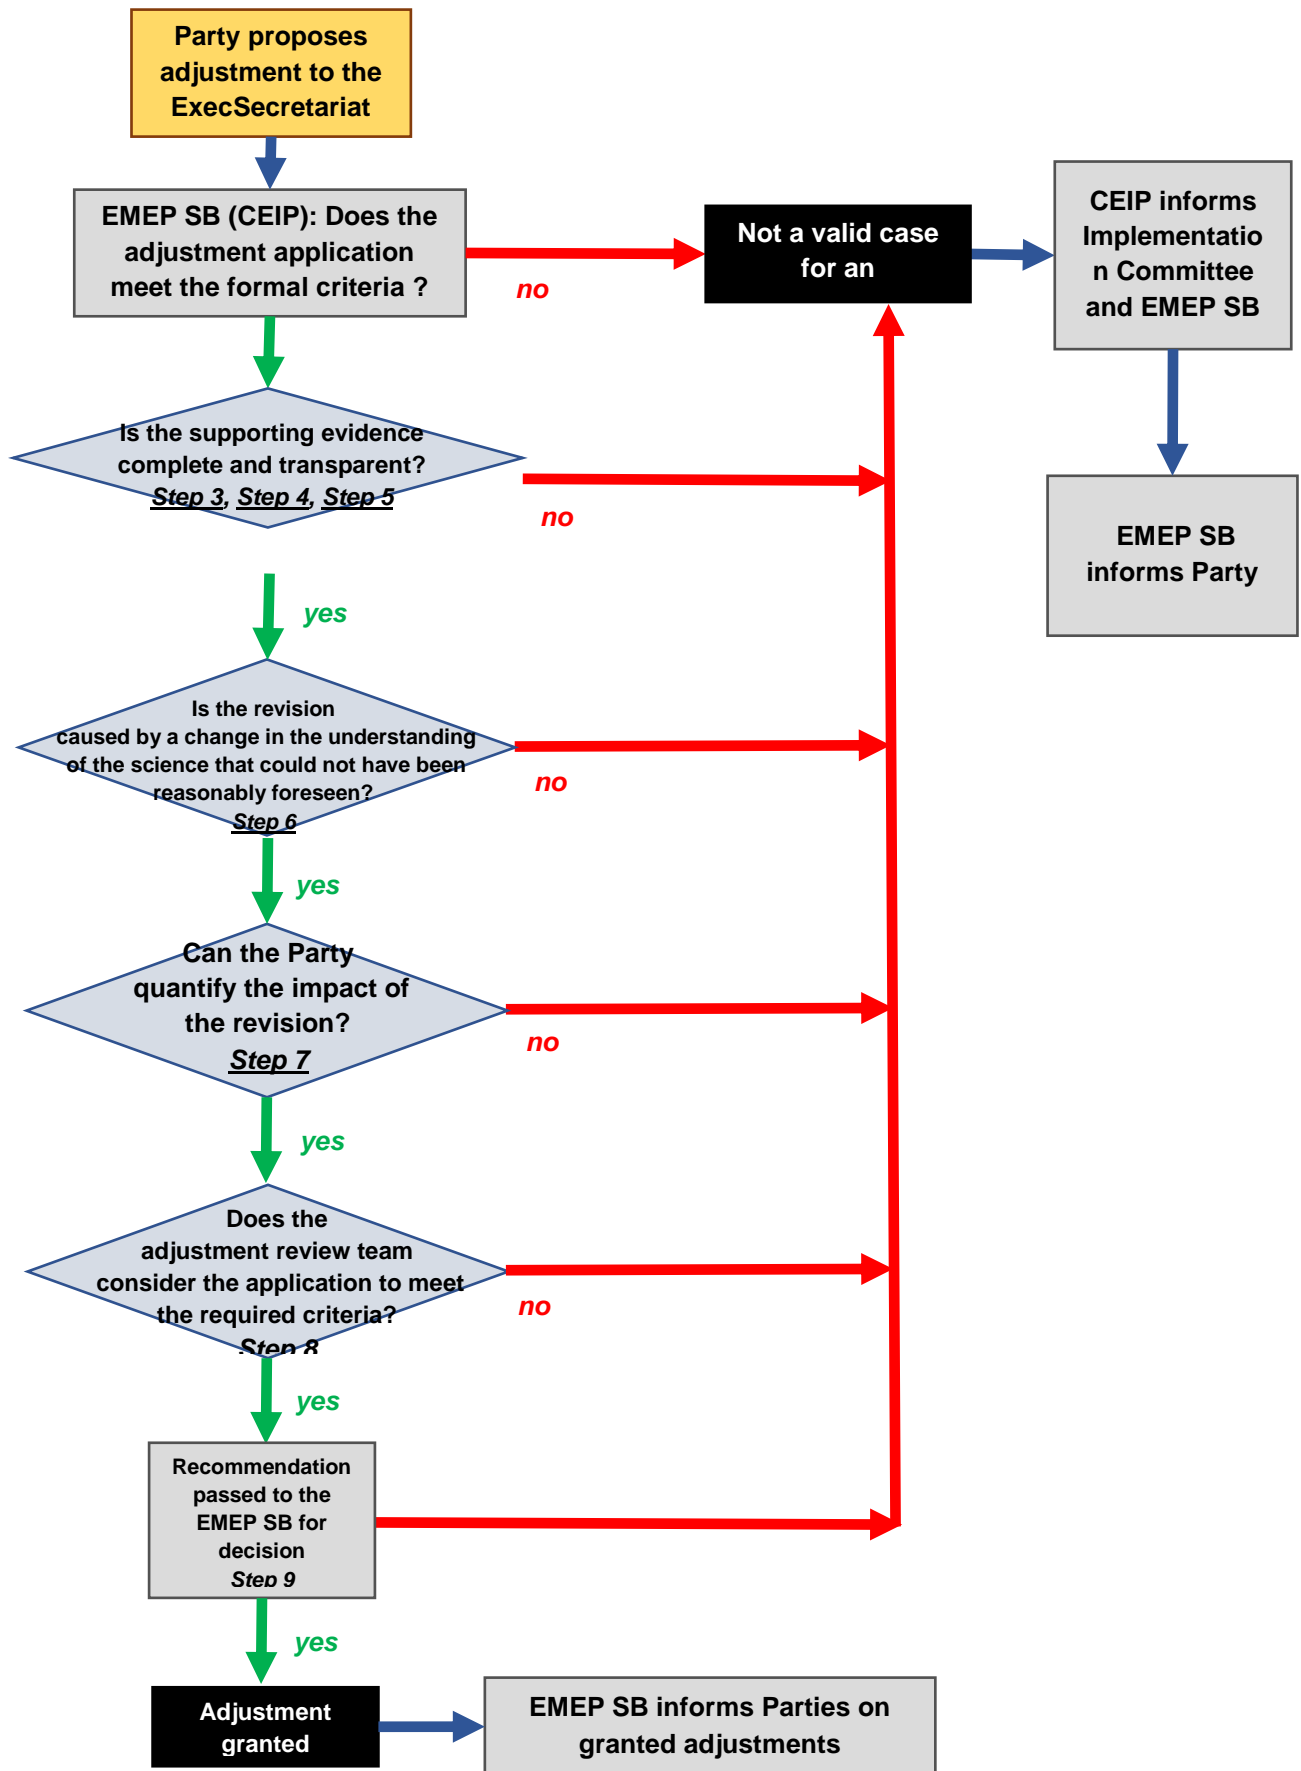 Party proposes
adjustment to the
ExecSecretariat
EMEP SB (CEIP): Does the
adjustment application
meet the formal criteria ?
no
Not a valid case
for an
CEIP informs
Implementatio
n Committee
and EMEP SB
EMEP SB
informs Party
Is the supporting evidence
complete and transparent?
Step 3, Step 4, Step 5
no
yes
Is the revision
caused by a change in the understanding
of the science that could not have been
reasonably foreseen?
Step 6
no
yes
Can the Party
quantify the impact of
the revision?
Step 7
no
yes
Does the
adjustment review team
consider the application to meet
the required criteria?
Step 8
no
yes
Recommendation
passed to the
EMEP SB for
decision
Step 9
yes
Adjustment
granted
EMEP SB informs Parties on
granted adjustments